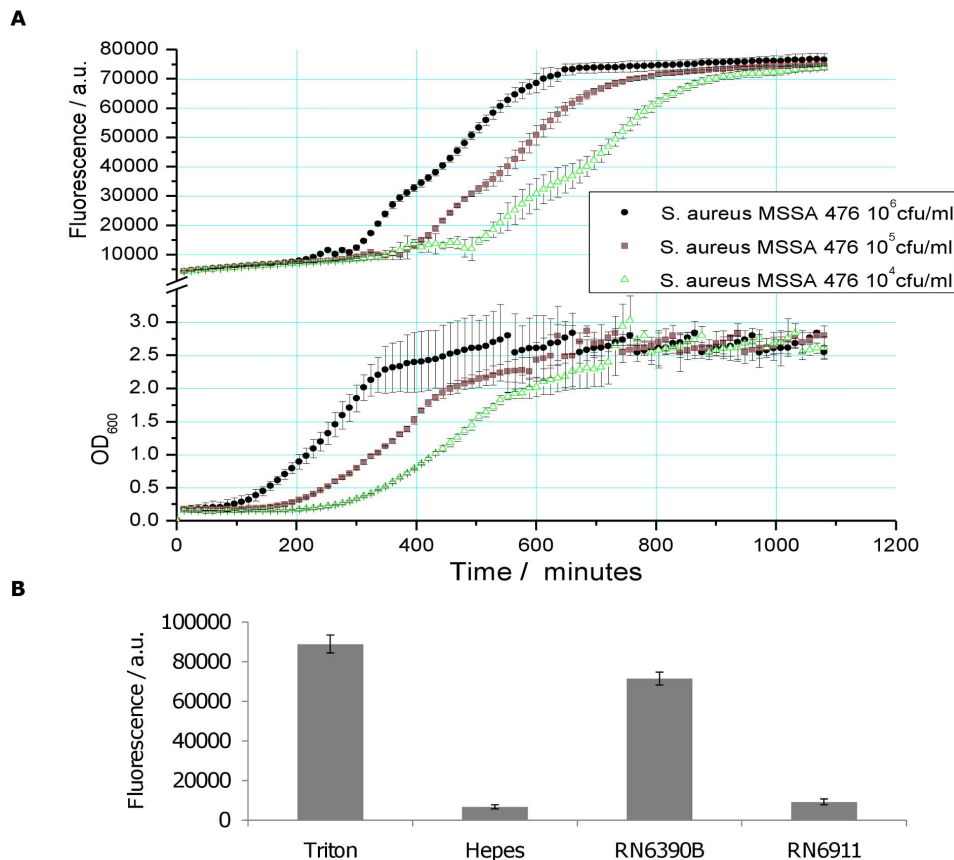 A
80000
70000
60000
50000
40000
30000
20000
10000
Fluorescence / a.u.
S. aureus MSSA 476 10⁶cfu/ml
S. aureus MSSA 476 10⁵cfu/ml
S. aureus MSSA 476 10⁴cfu/ml
3.0
2.5
2.0
1.5
1.0
0.5
0.0
OD₆₀₀
0 200 400 600 800 1000 1200
Time / minutes
B
100000
80000
60000
40000
20000
0
Fluorescence / a.u.
Triton Hepes RN6390B RN6911